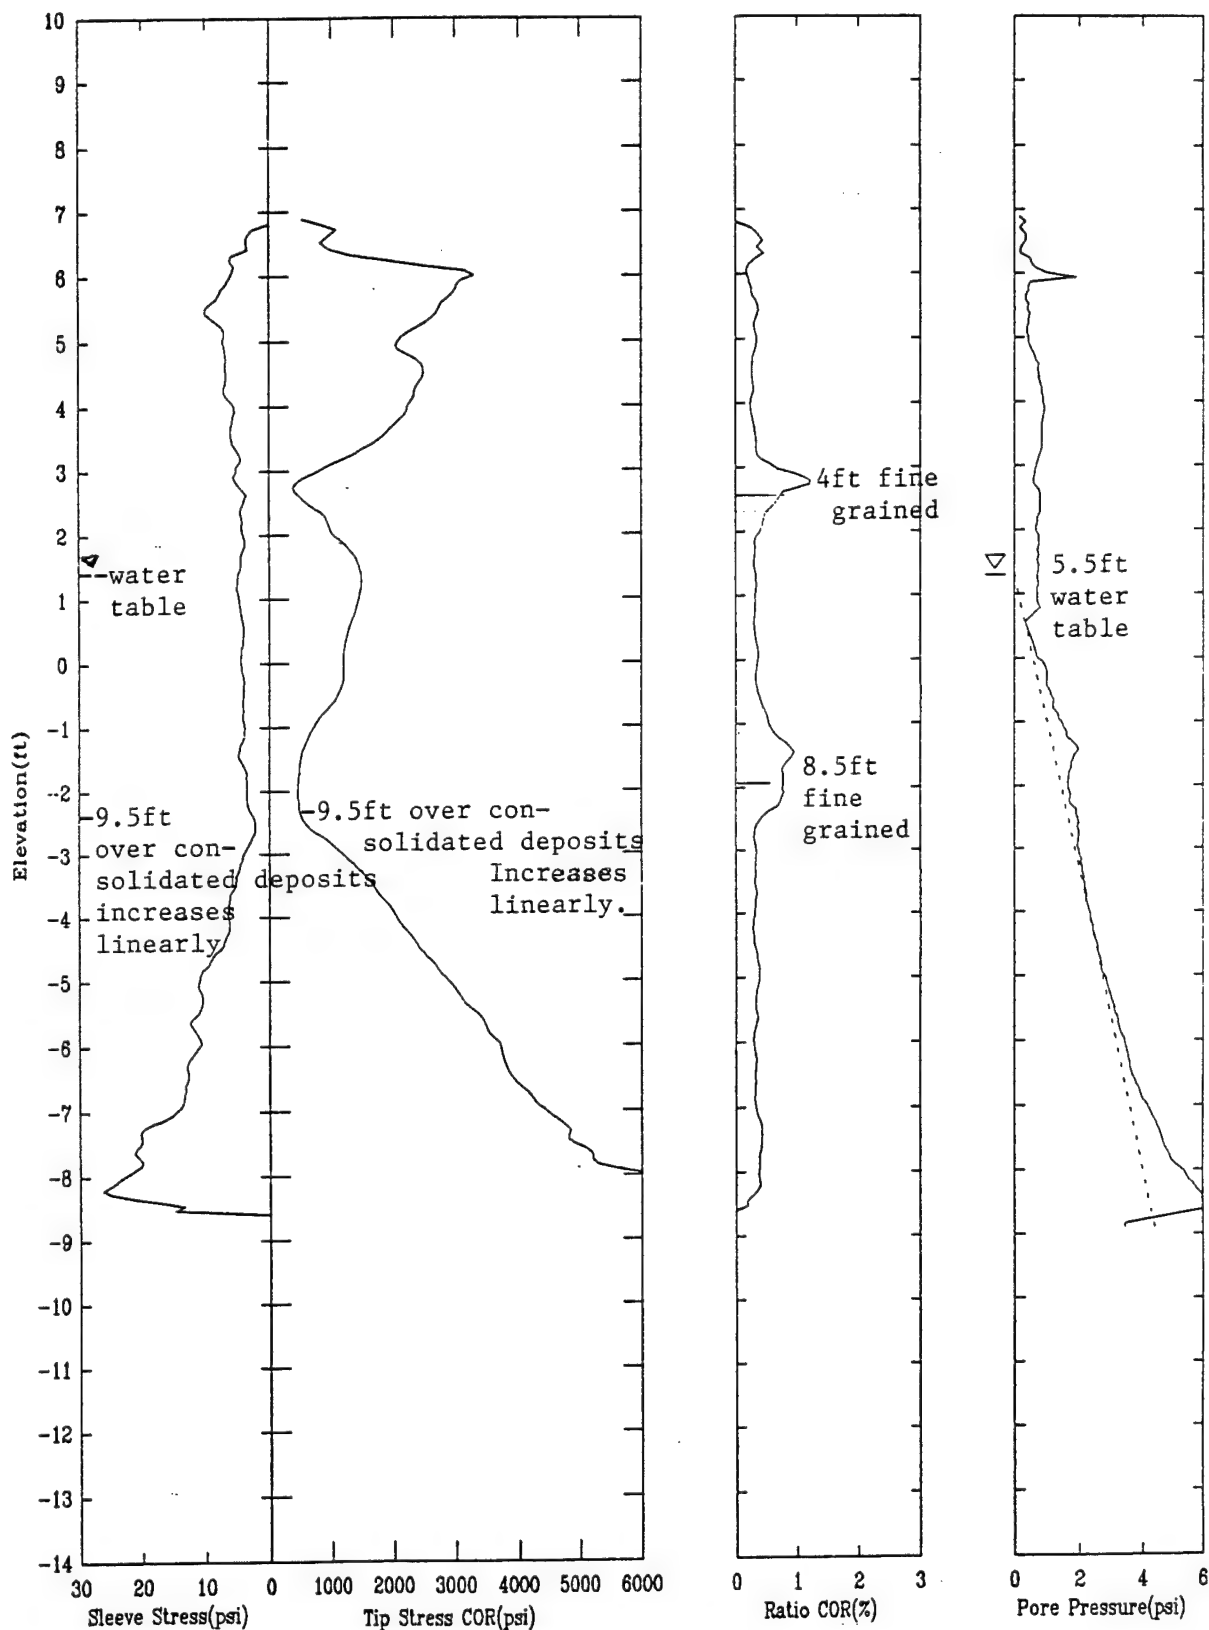 10
9
8
7
6
5
4
3
2
1
0
-1
-2
-3
-4
-5
-6
-7
-8
-9
-10
-11
-12
-13
-14
Elevation(ft)
--water
table
-9.5ft
over con-
solidated deposits
increases
linearly
-9.5ft over con-
solidated deposits
Increases
linearly.
30 20 10 0 1000 2000 3000 400 5000 6000
Sleeve Stress(psi)
Tip Stress COR(psi)
4ft fine
grained
8.5ft
fine
grained
0 1 2 3
Ratio COR(%)
5.5ft
water
table
0 2 4 6
Pore Pressure(psi)